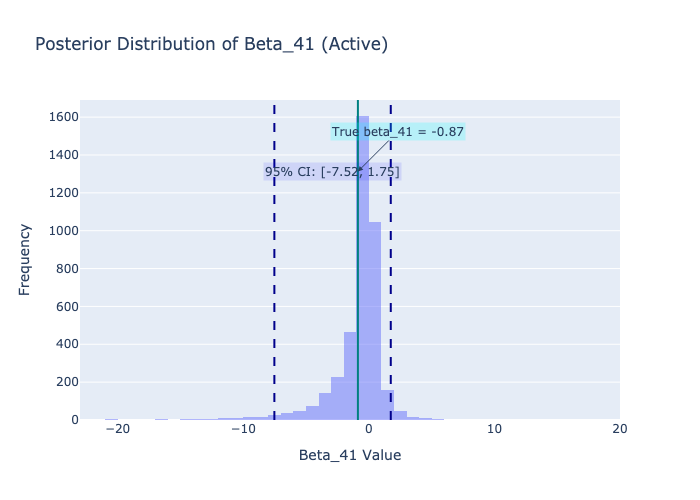 Posterior Distribution of Beta_41 (Active)
1600
1400
1200
1000
800
600
400
200
0
Frequency
True beta_41 = -0.87
95% CI: [-7.52, 1.75]
−20
−10
0
10
20
Beta_41 Value